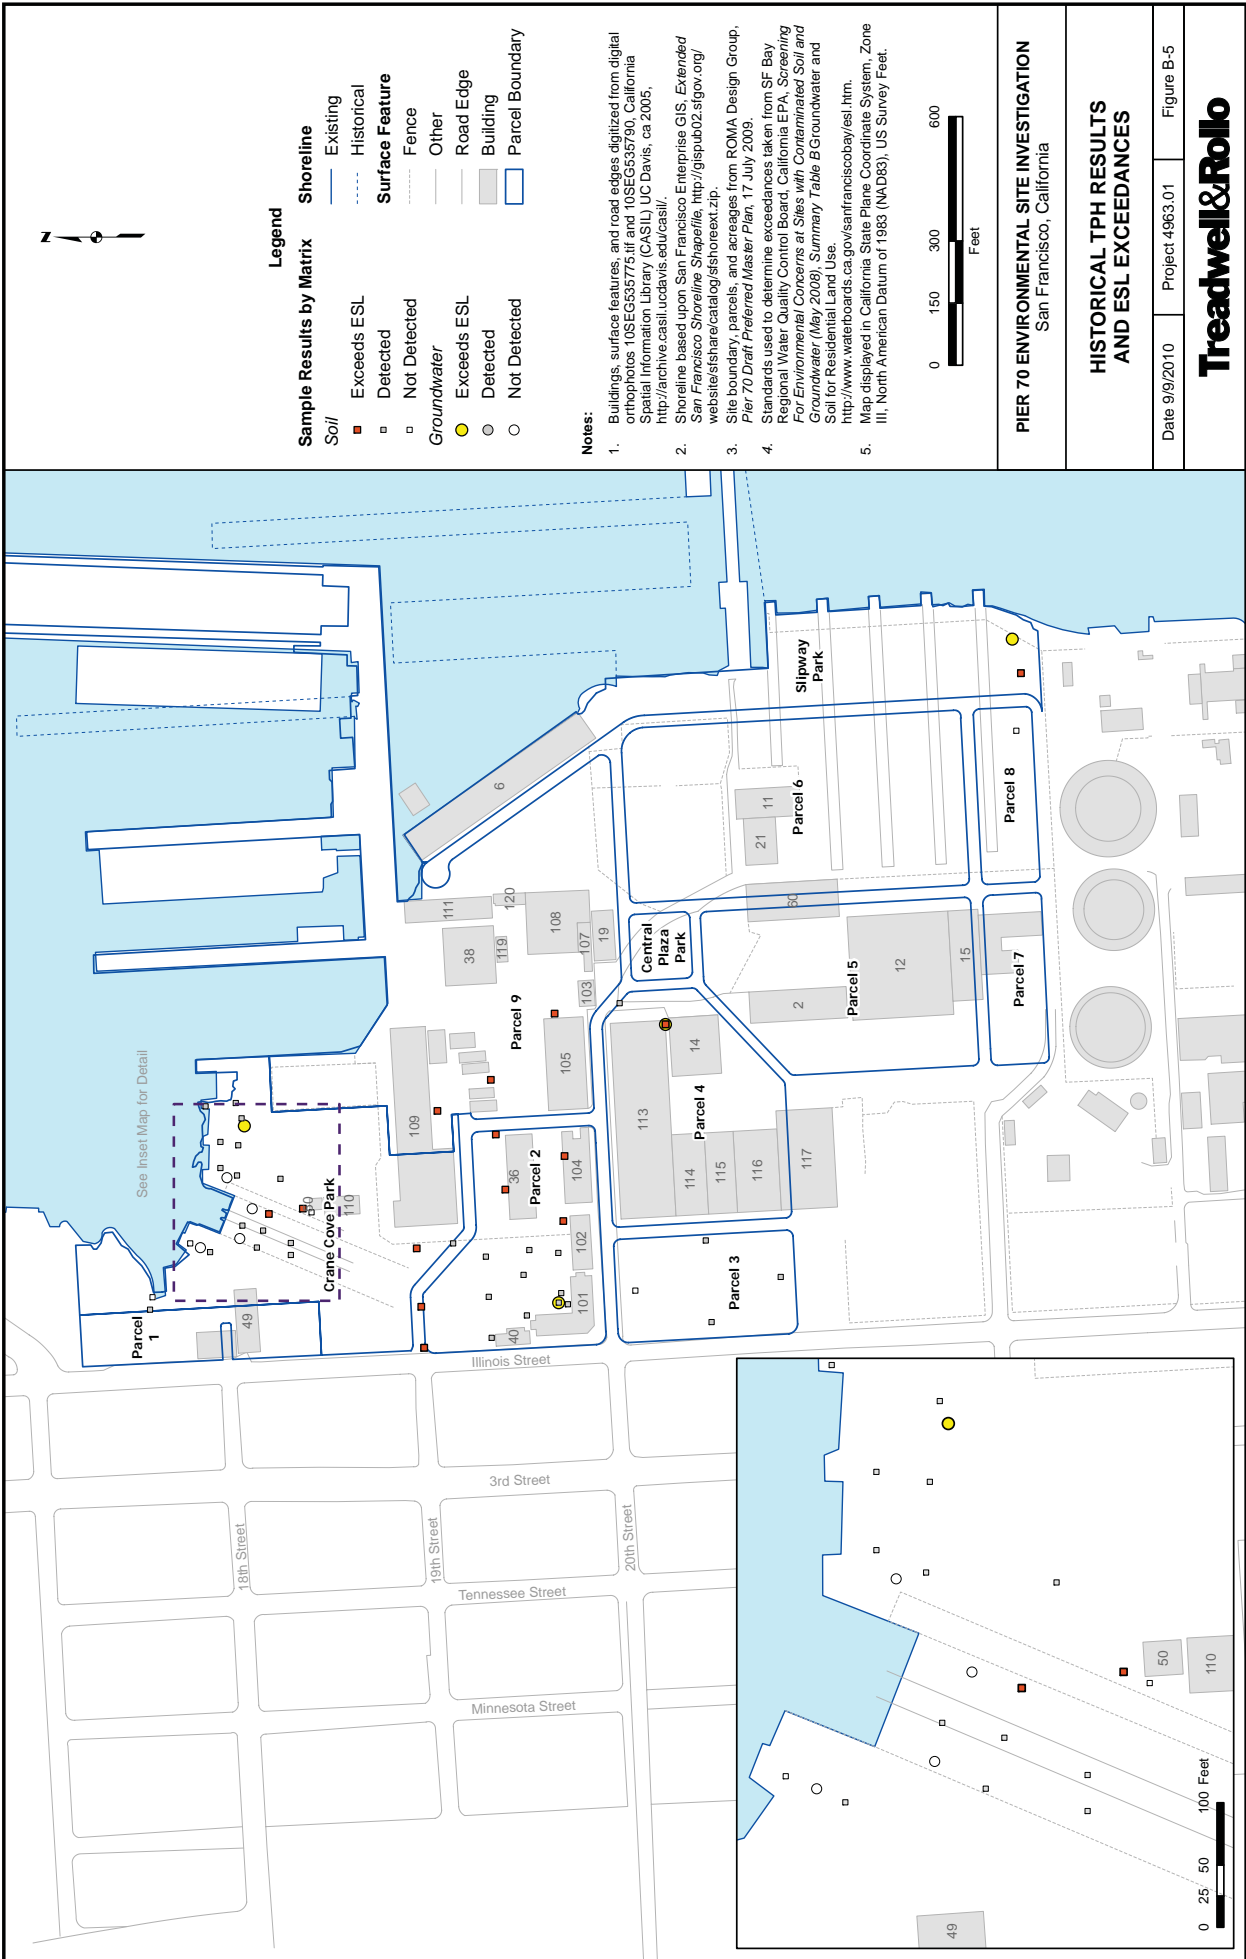 Legend
Sample Results by Matrix
Soil
Exceeds ESL
Detected
Not Detected
Groundwater
Exceeds ESL
Detected
Not Detected
Shoreline
Existing
Historical
Surface Feature
Fence
Other
Road Edge
Building
Parcel Boundary
N
Notes:
1. Buildings, surface features, and road edges digitized from digital
orthophotos 10SEG535775.tif and 10SEG535790, California
Spatial Information Library (CASIL) UC Davis, ca 2005,
http://archive.casil.ucdavis.edu/casil/.
2. Shoreline based upon San Francisco Enterprise GIS, Extended
San Francisco Shoreline Shapefile, http://gispub02.sfgov.org/
website/sfshare/catalog/sfshoreext.zip.
3. Site boundary, parcels, and acreages from ROMA Design Group,
Pier 70 Draft Preferred Master Plan, 17 July 2009.
4. Standards used to determine exceedances taken from SF Bay
Regional Water Quality Control Board, California EPA, Screening
For Environmental Concerns at Sites with Contaminated Soil and
Groundwater (May 2008), Summary Table B Groundwater and
Soil for Residential Land Use.
http://www.waterboards.ca.gov/sanfranciscobay/esl.htm.
5. Map displayed in California State Plane Coordinate System, Zone
III, North American Datum of 1983 (NAD83), US Survey Feet.
0 150 300 600
Feet
PIER 70 ENVIRONMENTAL SITE INVESTIGATION
San Francisco, California
HISTORICAL TPH RESULTS
AND ESL EXCEEDANCES
Date 9/9/2010
Project 4963.01
Figure B-5
Treadwell&Rollo
See Inset Map for Detail
Parcel
1
49
Crane Cove Park
50
110
109
Parcel 2
36
104
102
101
40
Parcel 9
38
111
119
120
108
107
103
19
105
6
Central
Plaza
Park
Parcel 3
Parcel 4
113
14
114
115
116
117
Parcel 5
2
12
15
60
Parcel 6
21
11
Parcel 7
Parcel 8
Slipway
Park
Illinois Street
3rd Street
Tennessee Street
Minnesota Street
18th Street
19th Street
20th Street
50
110
49
0 25 50 100 Feet